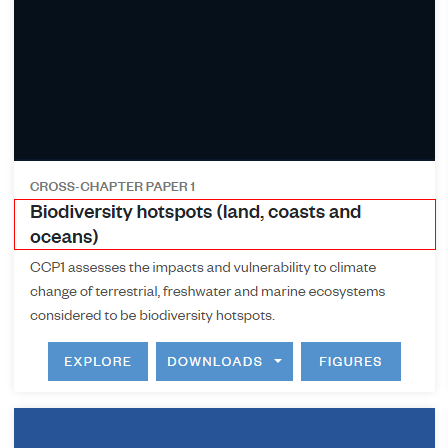 CROSS-CHAPTER PAPER 1
Biodiversity hotspots (land, coasts and
oceans)
CCP1 assesses the impacts and vulnerability to climate
change of terrestrial, freshwater and marine ecosystems
considered to be biodiversity hotspots.
EXPLORE DOWNLOADS FIGURES